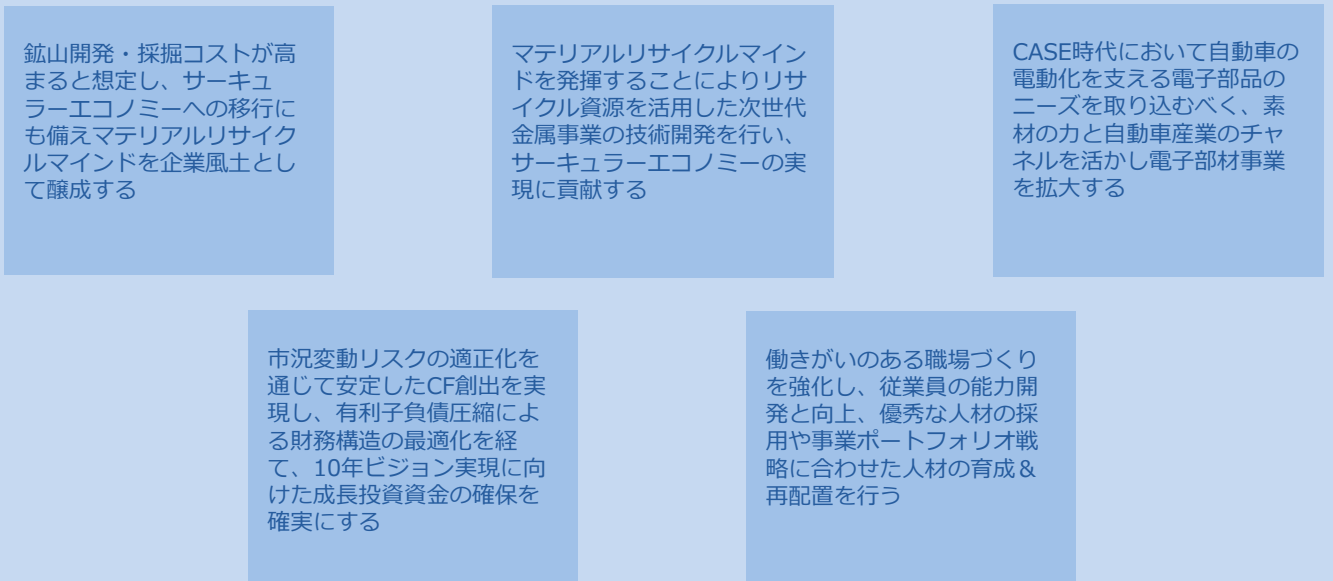 鉱山開発・採掘コストが高
まると想定し、サーキュ
ラーエコノミーへの移行に
も備えマテリアルリサイク
ルマインドを企業風土とし
て醸成する
マテリアルリサイクルマイン
ドを発揮することによりリサ
イクル資源を活用した次世代
金属事業の技術開発を行い、
サーキュラーエコノミーの実
現に貢献する
CASE時代において自動車の
電動化を支える電子部品の
ニーズを取り込むべく、素
材の力と自動車産業のチャ
ネルを活かし電子部材事業
を拡大する
市況変動リスクの適正化を
通じて安定したCF創出を実
現し、有利子負債圧縮によ
る財務構造の最適化を経
て、10年ビジョン実現に向
けた成長投資資金の確保を
確実にする
働きがいのある職場づくり
を強化し、従業員の能力開
発と向上、優秀な人材の採
用や事業ポートフォリオ戦
略に合わせた人材の育成＆
再配置を行う